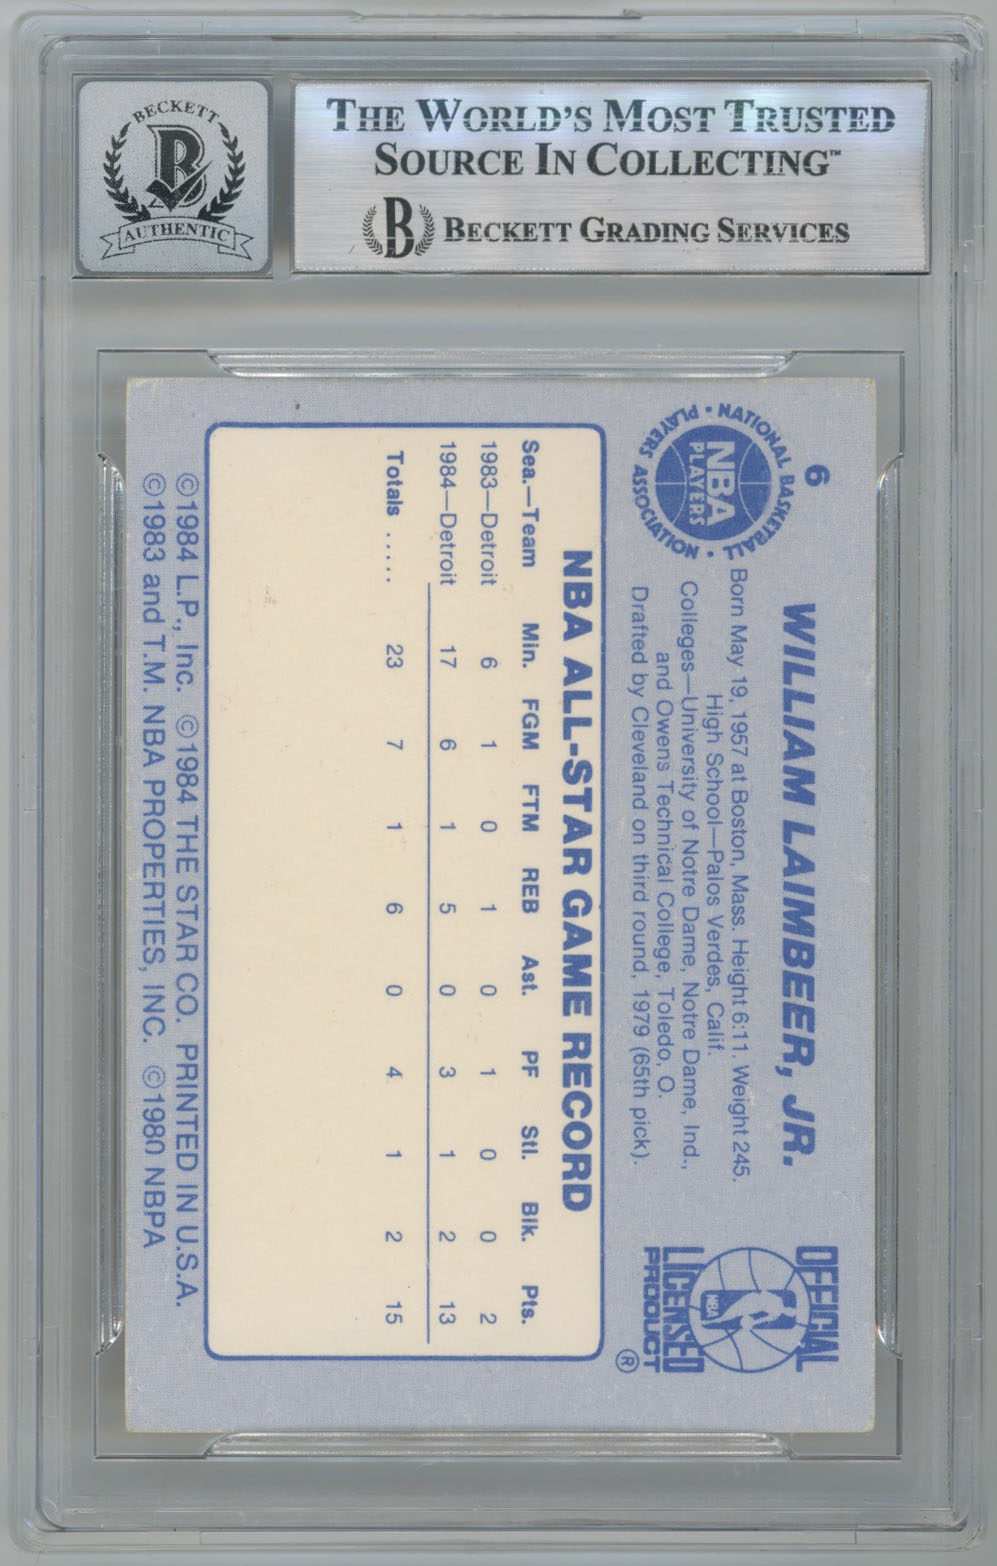 BECKETT
B
AUTHENTIC
THE WORLD'S MOST TRUSTED
SOURCE IN COLLECTING™
B BECKETT GRADING SERVICES
6
NATIONAL BASKETBALL PLAYERS ASSOCIATION
NBA
PLAYERS
WILLIAM LAIMBEER, JR.
Born May 19, 1957 at Boston, Mass. Height 6:11. Weight 245.
High School—Palos Verdes, Calif.
Colleges—University of Notre Dame, Notre Dame, Ind.,
and Owens Technical College, Toledo, O.
Drafted by Cleveland on third round, 1979 (65th pick).
OFFICIAL
NBA
LICENSED
PRODUCT
®
NBA ALL-STAR GAME RECORD
Sea.—Team Min. FGM FTM REB Ast. PF Stl. Blk. Pts.
1983—Detroit 6 1 0 1 0 1 0 0 2
1984—Detroit 17 6 1 5 0 3 1 2 13
Totals ..... 23 7 1 6 0 4 1 2 15
©1984 L.P., Inc. ©1984 THE STAR CO. PRINTED IN U.S.A.
©1983 and T.M. NBA PROPERTIES, INC. ©1980 NBPA